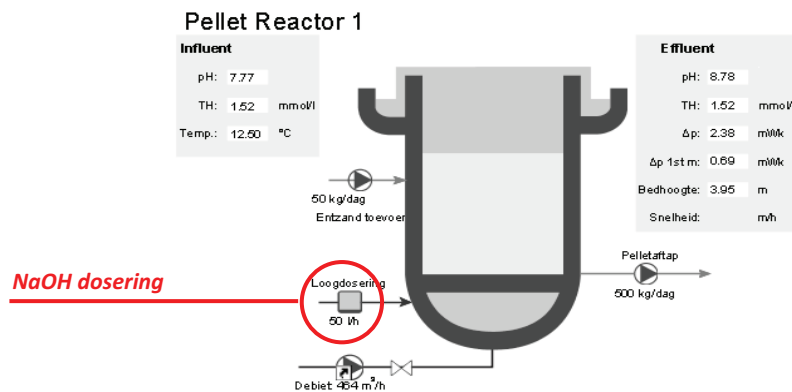 Pellet Reactor 1
Influent
pH: 7.77
TH: 1.52 mmol/l
Temp.: 12.50 °C
Effluent
pH: 8.78
TH: 1.52 mmol/
Δp: 2.38 mWk
Δp 1st m: 0.69 mWk
Bedhoogte: 3.95 m
Snelheid: m/h
50 kg/dag
Entzand toevoer
NaOH dosering
Loogdosering
50 l/h
Pelletaftap
500 kg/dag
Debiet: 464 m³/h